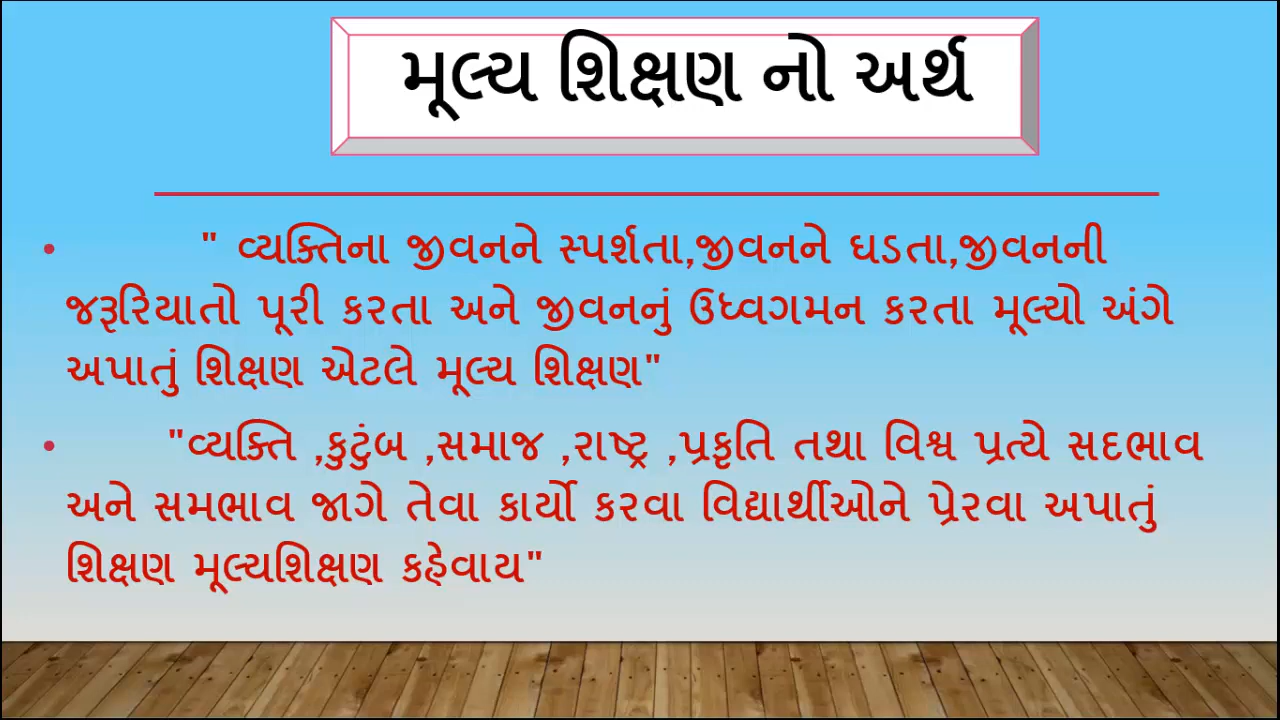 મૂલ્ય શિક્ષણ નો અર્થ
• " વ્યક્તિના જીવનને સ્પર્શતા,જીવનને ઘડતા,જીવનની
જરૂરિયાતો પૂરી કરતા અને જીવનનું ઉધ્વગમન કરતા મૂલ્યો અંગે
અપાતું શિક્ષણ એટલે મૂલ્ય શિક્ષણ"
• "વ્યક્તિ ,કુટુંબ ,સમાજ ,રાષ્ટ્ર ,પ્રકૃતિ તથા વિશ્વ પ્રત્યે સદભાવ
અને સમભાવ જાગે તેવા કાર્યો કરવા વિદ્યાર્થીઓને પ્રેરવા અપાતું
શિક્ષણ મૂલ્યશિક્ષણ કહેવાય"